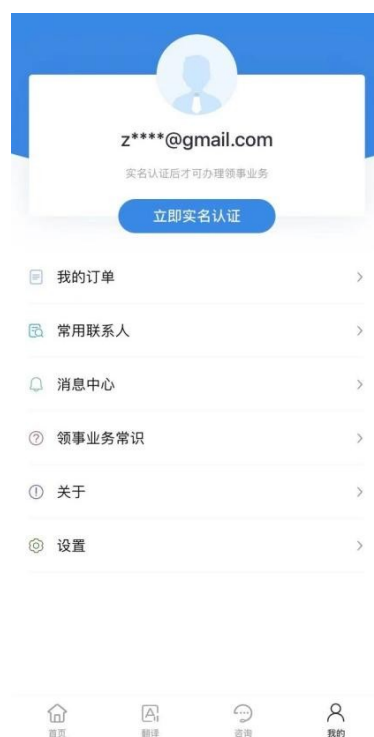 z****@gmail.com
实名认证后才可办理领事业务
立即实名认证
我的订单
常用联系人
消息中心
领事业务常识
关于
设置
首页
翻译
咨询
我的